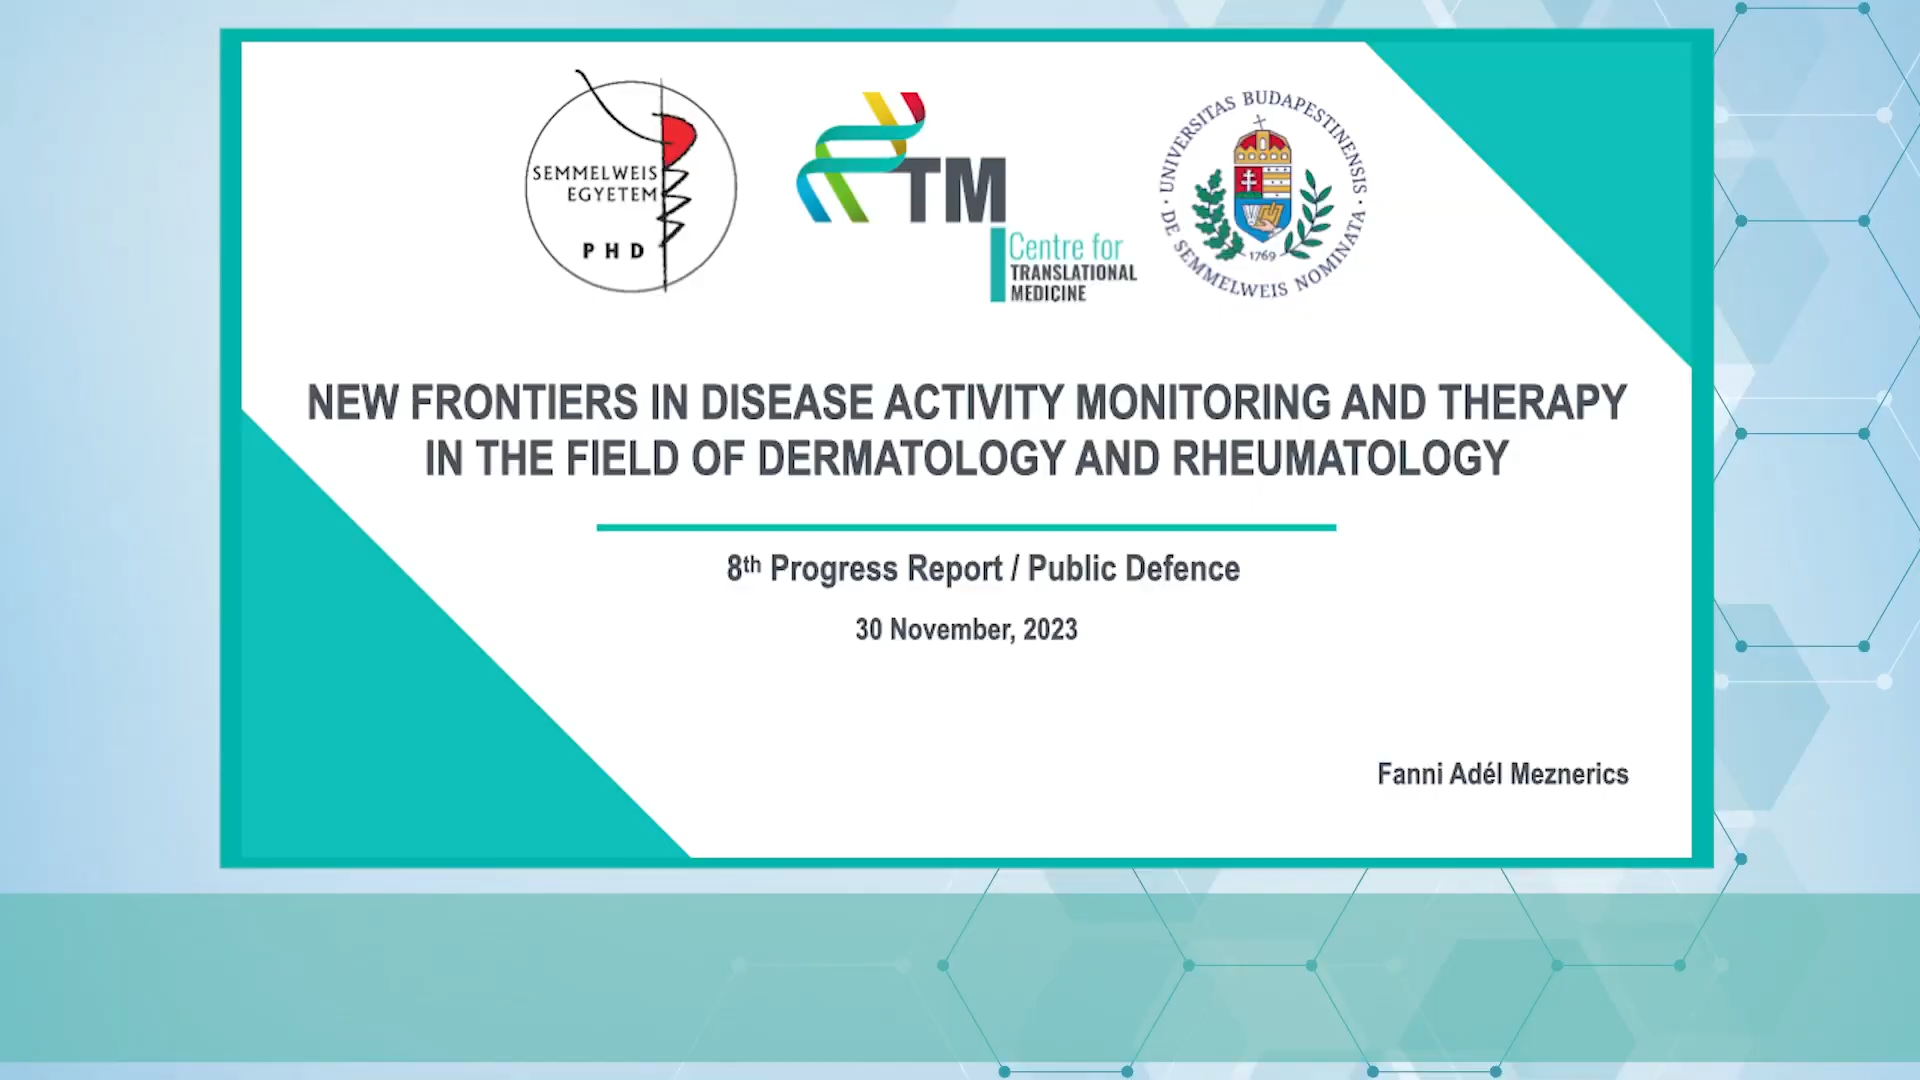 SEMMELWEIS
EGYETEM
PHD
TM
Centre for
TRANSLATIONAL
MEDICINE
· UNIVERSITAS BUDAPESTINENSIS ·
DE SEMMELWEIS NOMINATA
1769
NEW FRONTIERS IN DISEASE ACTIVITY MONITORING AND THERAPY
IN THE FIELD OF DERMATOLOGY AND RHEUMATOLOGY
8th Progress Report / Public Defence
30 November, 2023
Fanni Adél Meznerics